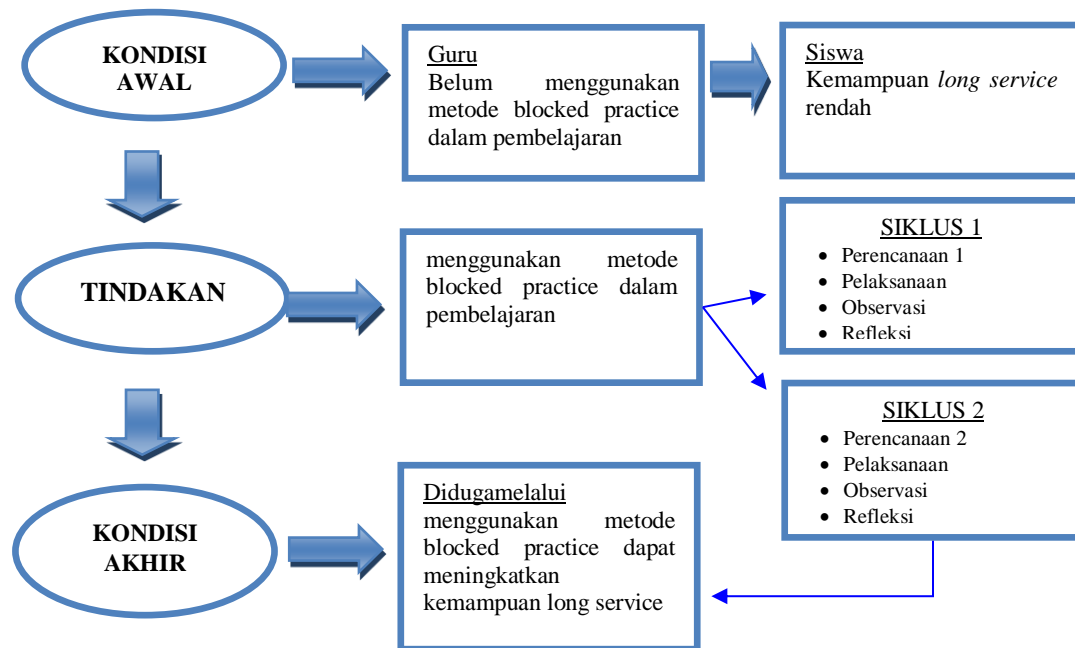 KONDISI
AWAL
Guru
Belum menggunakan
metode blocked practice
dalam pembelajaran
Siswa
Kemampuan long service
rendah
TINDAKAN
menggunakan metode
blocked practice dalam
pembelajaran
SIKLUS 1
• Perencanaan 1
• Pelaksanaan
• Observasi
• Refleksi
SIKLUS 2
• Perencanaan 2
• Pelaksanaan
• Observasi
• Refleksi
KONDISI
AKHIR
Didugamelalui
menggunakan metode
blocked practice dapat
meningkatkan
kemampuan long service